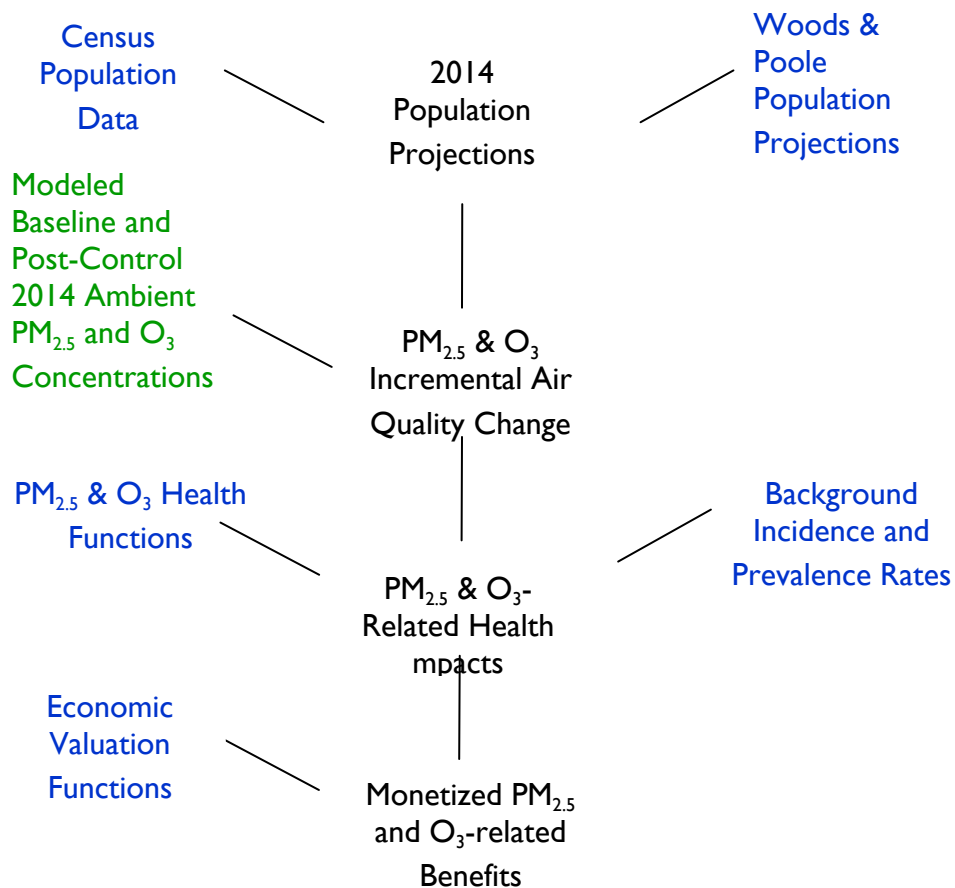 Census
Population
Data
2014
Population
Projections
Woods &
Poole
Population
Projections
Modeled
Baseline and
Post-Control
2014 Ambient
PM2.5 and O3
Concentrations
PM2.5 & O3
Incremental Air
Quality Change
PM2.5 & O3 Health
Functions
Background
Incidence and
Prevalence Rates
PM2.5 & O3-
Related Health
mpacts
Economic
Valuation
Functions
Monetized PM2.5
and O3-related
Benefits